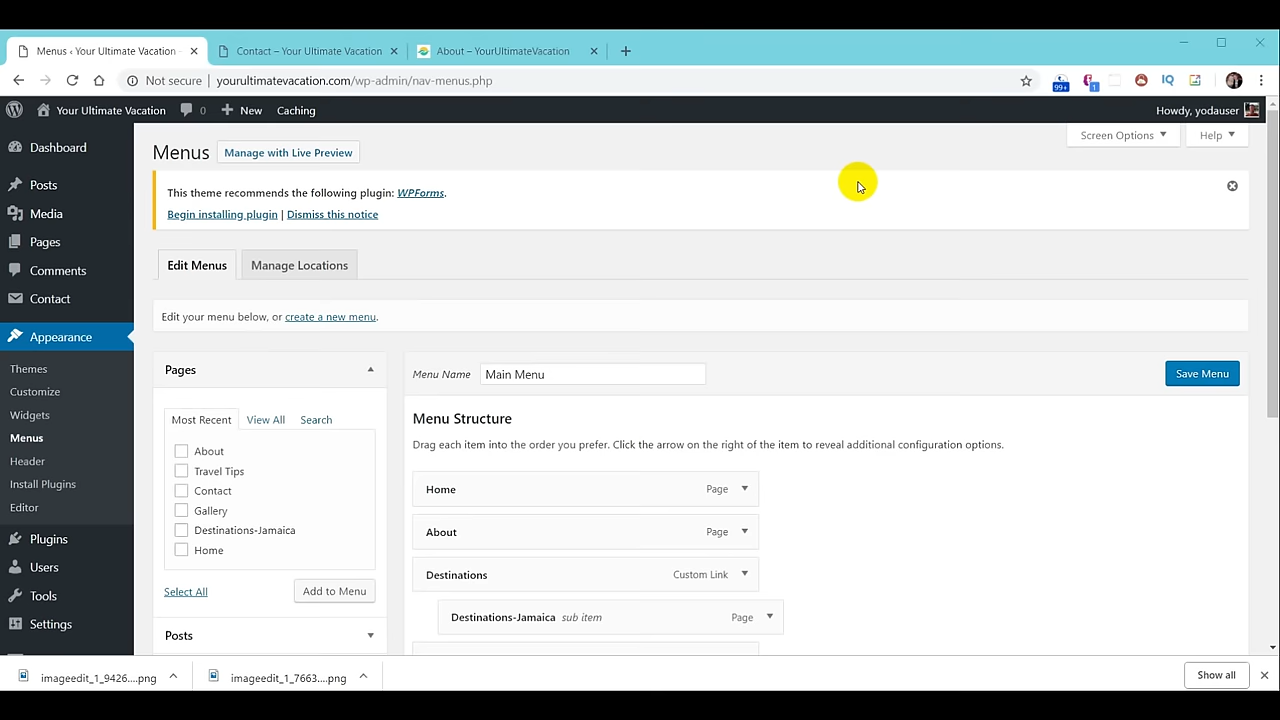 Menus ‹ Your Ultimate Vacation
Contact – Your Ultimate Vacation
About – YourUltimateVacation
Not secure
yourultimatevacation.com/wp-admin/nav-menus.php
99+
1
IQ
Your Ultimate Vacation
0
New
Caching
Howdy, yodauser
Dashboard
Posts
Media
Pages
Comments
Contact
Appearance
Themes
Customize
Widgets
Menus
Header
Install Plugins
Editor
Plugins
Users
Tools
Settings
Screen Options
Help
Menus
Manage with Live Preview
This theme recommends the following plugin: WPForms.
Begin installing plugin | Dismiss this notice
Edit Menus
Manage Locations
Edit your menu below, or create a new menu.
Pages
Most Recent
View All
Search
About
Travel Tips
Contact
Gallery
Destinations-Jamaica
Home
Select All
Add to Menu
Posts
Menu Name
Main Menu
Save Menu
Menu Structure
Drag each item into the order you prefer. Click the arrow on the right of the item to reveal additional configuration options.
Home Page
About Page
Destinations Custom Link
Destinations-Jamaica sub item Page
imageedit_1_9426....png
imageedit_1_7663....png
Show all